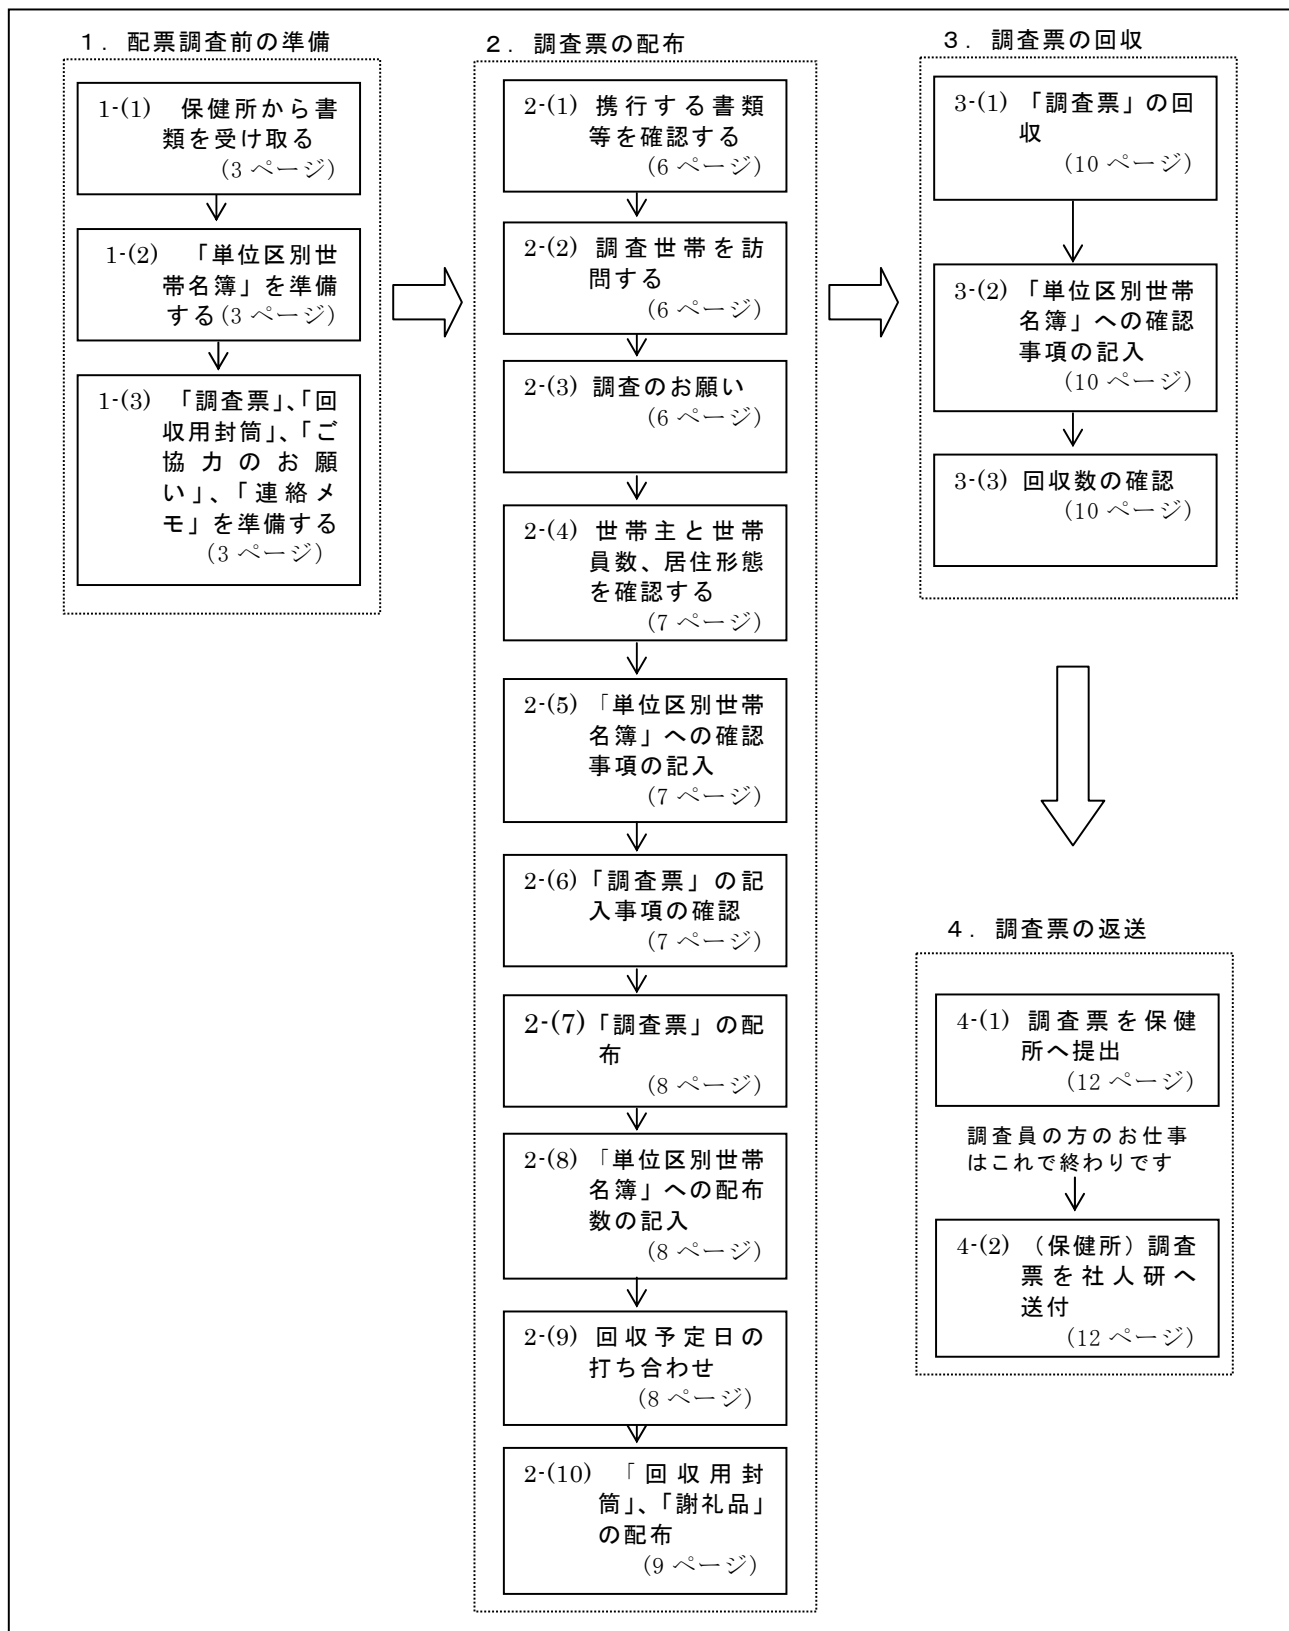 １．配票調査前の準備
1-(1)　保健所から書
類を受け取る
(3 ページ)
1-(2)　「単位区別世
帯名簿」を準備
する(3 ページ)
1-(3)　「調査票」、「回
収用封筒」、「ご
協力のお願
い」、「連絡メ
モ」を準備する
(3 ページ)
２．調査票の配布
2-(1) 携行する書類
等を確認する
(6 ページ)
2-(2) 調査世帯を訪
問する
(6 ページ)
2-(3) 調査のお願い
(6 ページ)
2-(4) 世帯主と世帯
員数、居住形態
を確認する
(7 ページ)
2-(5) 「単位区別世帯
名簿」への確認
事項の記入
(7 ページ)
2-(6) 「調査票」の記
入事項の確認
(7 ページ)
2-(7) 「調査票」の配
布
(8 ページ)
2-(8) 「単位区別世帯
名簿」への配布
数の記入
(8 ページ)
2-(9) 回収予定日の
打ち合わせ
(8 ページ)
2-(10)　「回収用封
筒」、「謝礼品」
の配布
(9 ページ)
３．調査票の回収
3-(1) 「調査票」の回
収
(10 ページ)
3-(2) 「単位区別世帯
名簿」への確認
事項の記入
(10 ページ)
3-(3) 回収数の確認
(10 ページ)
４．調査票の返送
4-(1) 調査票を保健
所へ提出
(12 ページ)
調査員の方のお仕事
はこれで終わりです
4-(2) （保健所）調査
票を社人研へ
送付
(12 ページ)